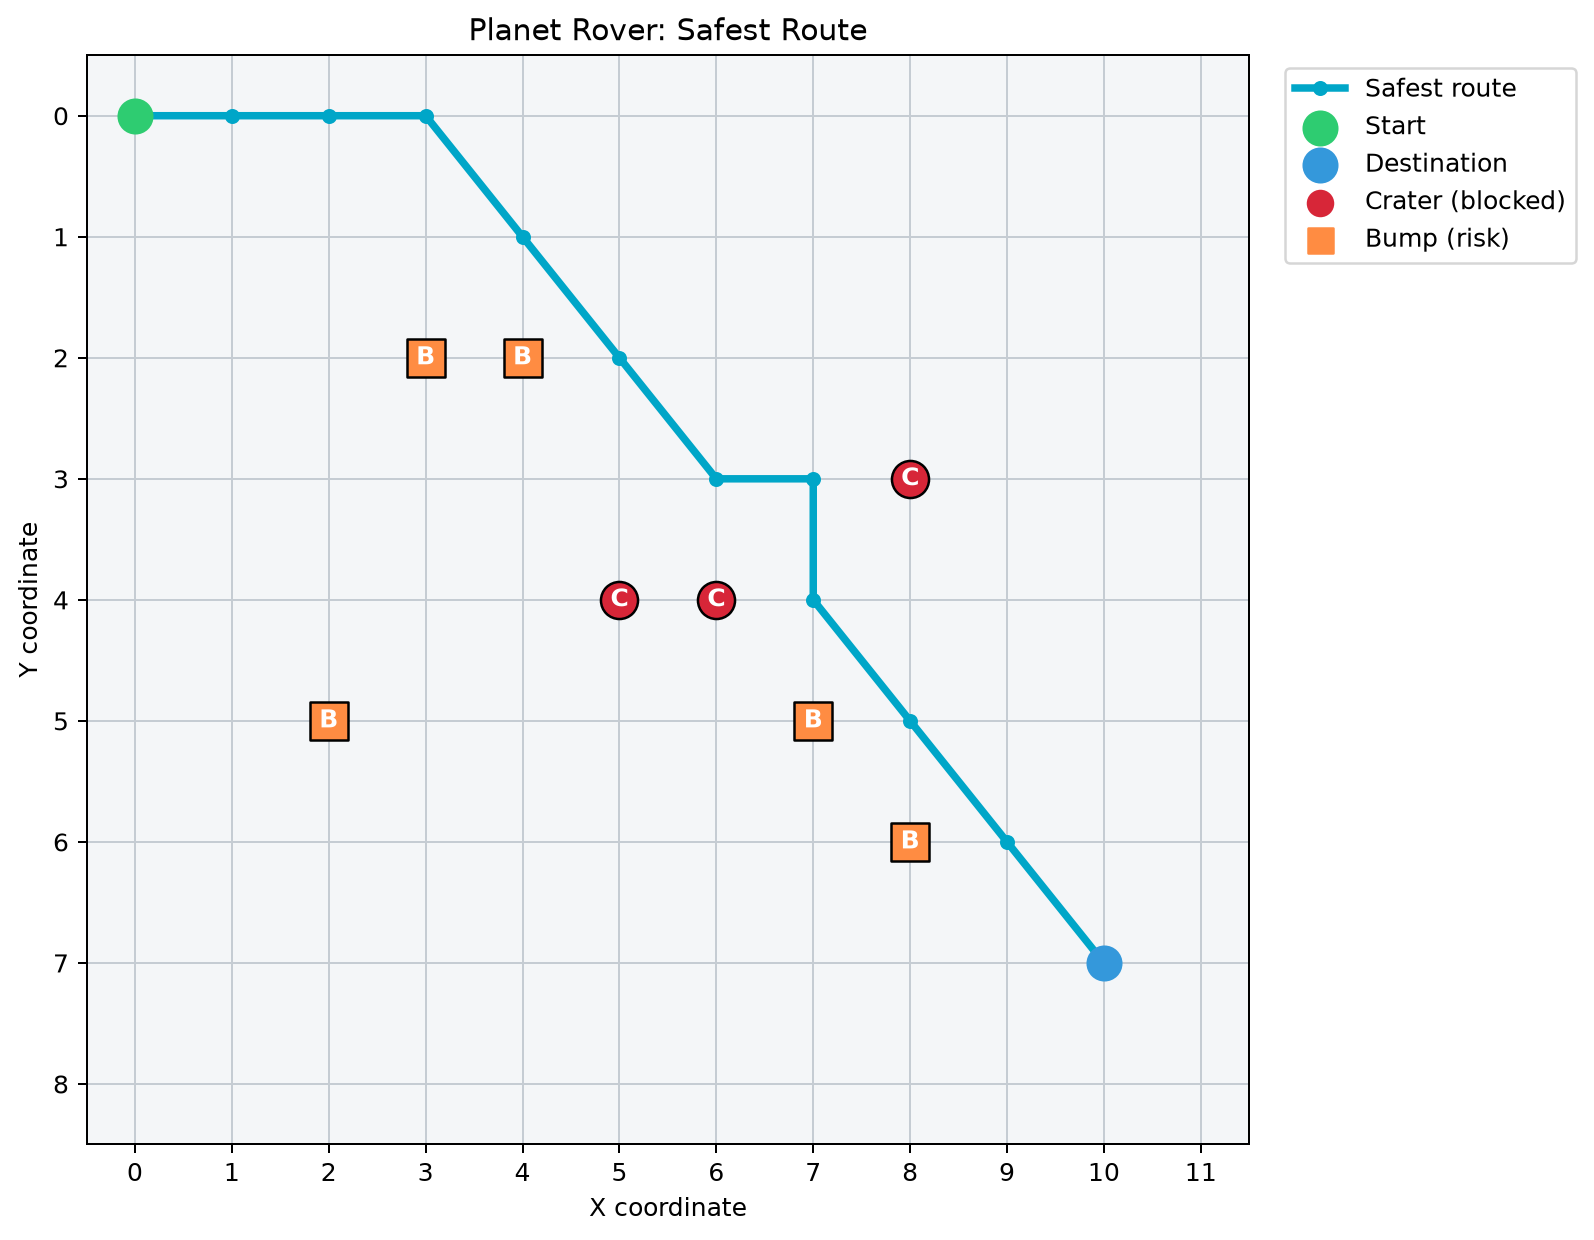 Planet Rover: Safest Route
Safest route
Start
Destination
Crater (blocked)
Bump (risk)
Y coordinate
0
1
2
3
4
5
6
7
8
B B
C
C C
B B
B
0 1 2 3 4 5 6 7 8 9 10 11
X coordinate